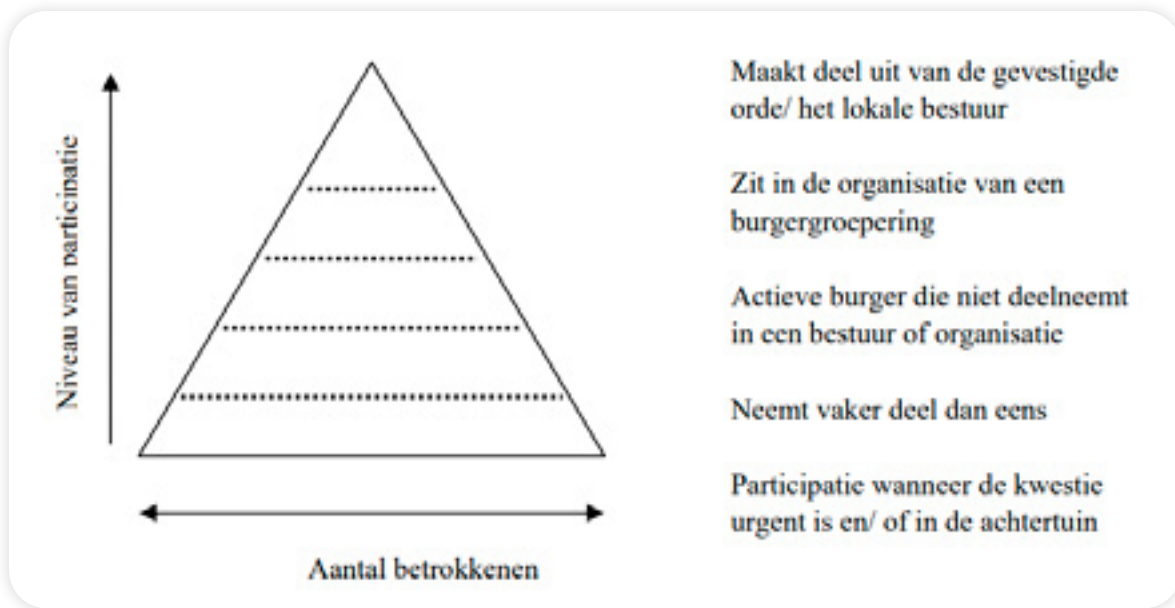 Niveau van participatie
Maakt deel uit van de gevestigde
orde/ het lokale bestuur
Zit in de organisatie van een
burgergroepering
Actieve burger die niet deelneemt
in een bestuur of organisatie
Neemt vaker deel dan eens
Participatie wanneer de kwestie
urgent is en/ of in de achtertuin
Aantal betrokkenen